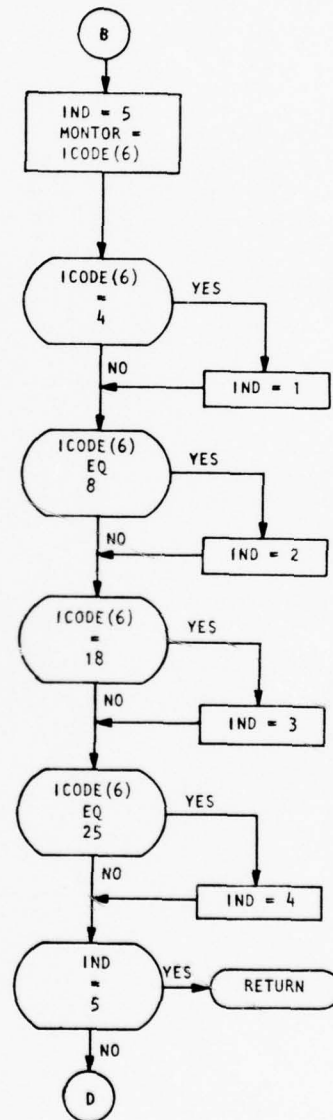 B
IND = 5
MONTOR =
ICODE(6)
ICODE(6)
=
4
YES
NO
IND = 1
ICODE(6)
EQ
8
YES
NO
IND = 2
ICODE(6)
=
18
YES
NO
IND = 3
ICODE(6)
EQ
25
YES
NO
IND = 4
IND
=
5
YES
RETURN
NO
D